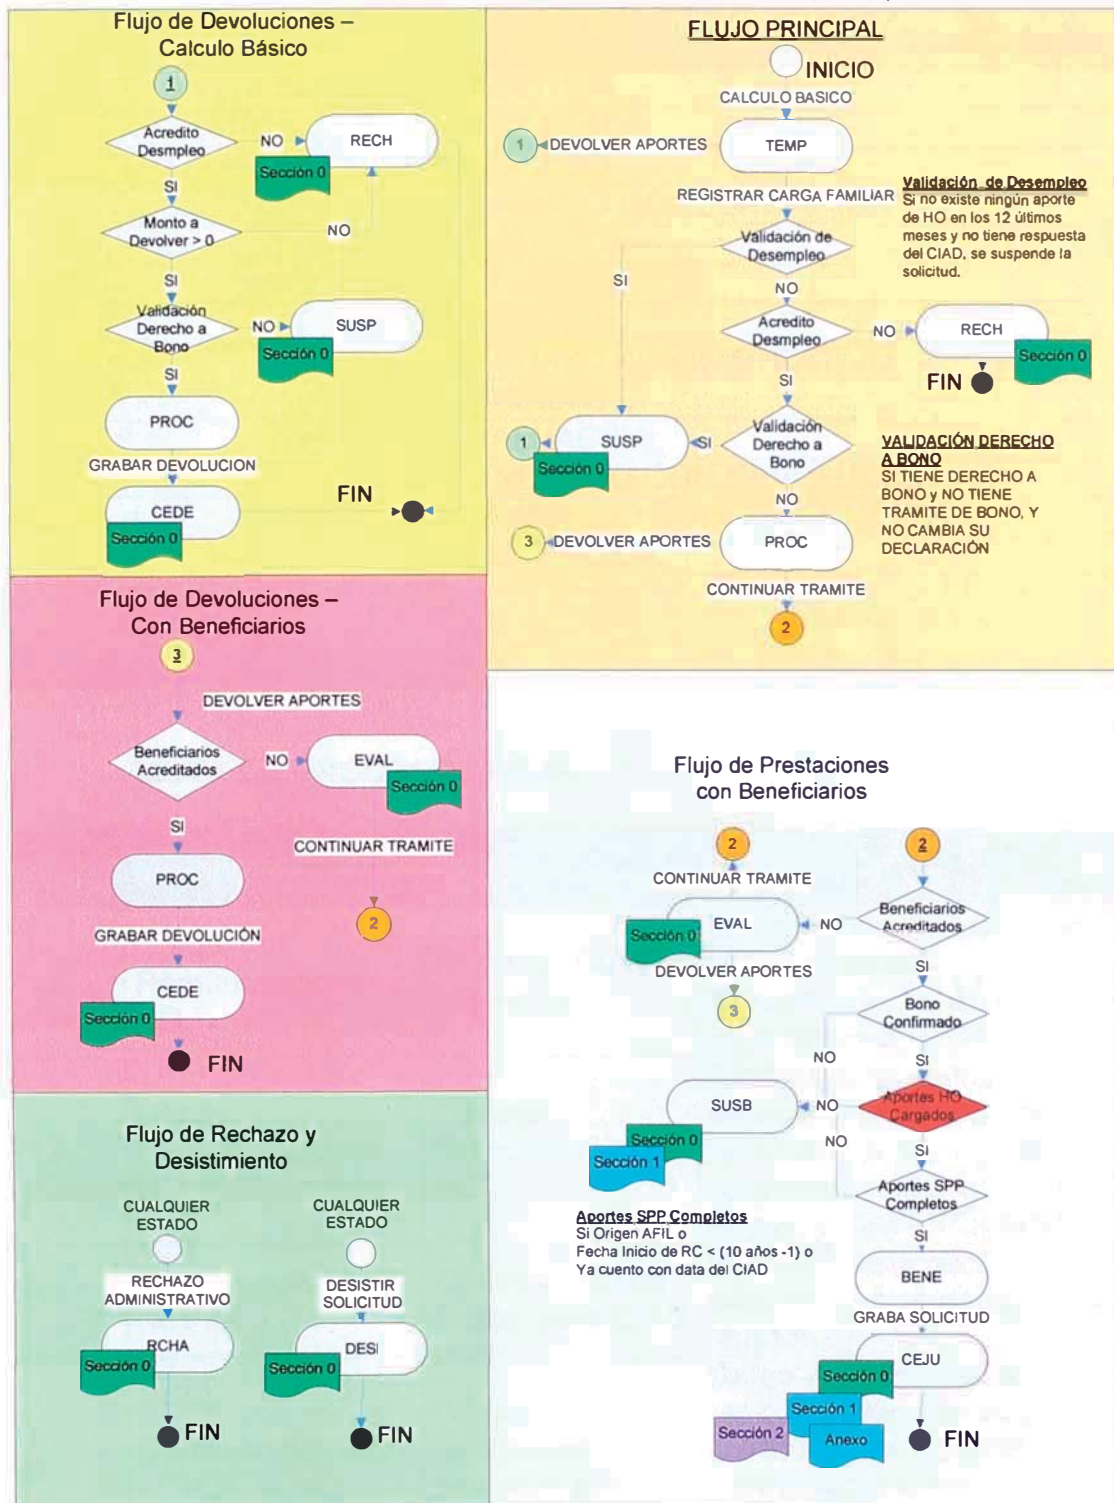 Flujo de Devoluciones –
Calculo Básico
1
Acredito
Desmpleo
NO
RECH
Sección 0
SI
Monto a
Devolver > 0
NO
SI
Validación
Derecho a
Bono
NO
SUSP
Sección 0
SI
PROC
GRABAR DEVOLUCION
CEDE
Sección 0
FIN
FLUJO PRINCIPAL
INICIO
CALCULO BASICO
1
DEVOLVER APORTES
TEMP
REGISTRAR CARGA FAMILIAR
Validación de Desempleo
Si no existe ningún aporte
de HO en los 12 últimos
meses y no tiene respuesta
del CIAD, se suspende la
solicitud.
Validación de
Desempleo
SI
NO
Acredito
Desmpleo
NO
RECH
Sección 0
FIN
SI
1
SUSP
Sección 0
SI
Validación
Derecho a
Bono
VALIDACIÓN DERECHO
A BONO
SI TIENE DERECHO A
BONO y NO TIENE
TRAMITE DE BONO, Y
NO CAMBIA SU
DECLARACIÓN
NO
3
DEVOLVER APORTES
PROC
CONTINUAR TRAMITE
2
Flujo de Devoluciones –
Con Beneficiarios
3
DEVOLVER APORTES
Beneficiarios
Acreditados
NO
EVAL
Sección 0
SI
CONTINUAR TRAMITE
PROC
2
GRABAR DEVOLUCIÓN
CEDE
Sección 0
FIN
Flujo de Prestaciones
con Beneficiarios
2
2
CONTINUAR TRAMITE
Beneficiarios
Acreditados
EVAL
NO
Sección 0
DEVOLVER APORTES
SI
3
Bono
Confirmado
NO
SI
SUSB
NO
Aportes HO
Cargados
Sección 0
Sección 1
NO
SI
Aportes SPP
Completos
Aportes SPP Completos
Si Origen AFIL o
Fecha Inicio de RC < (10 años -1) o
Ya cuento con data del CIAD
SI
BENE
GRABA SOLICITUD
CEJU
Sección 0
Sección 1
Sección 2
Anexo
FIN
Flujo de Rechazo y
Desistimiento
CUALQUIER
ESTADO
RECHAZO
ADMINISTRATIVO
RCHA
Sección 0
FIN
CUALQUIER
ESTADO
DESISTIR
SOLICITUD
DESI
Sección 0
FIN